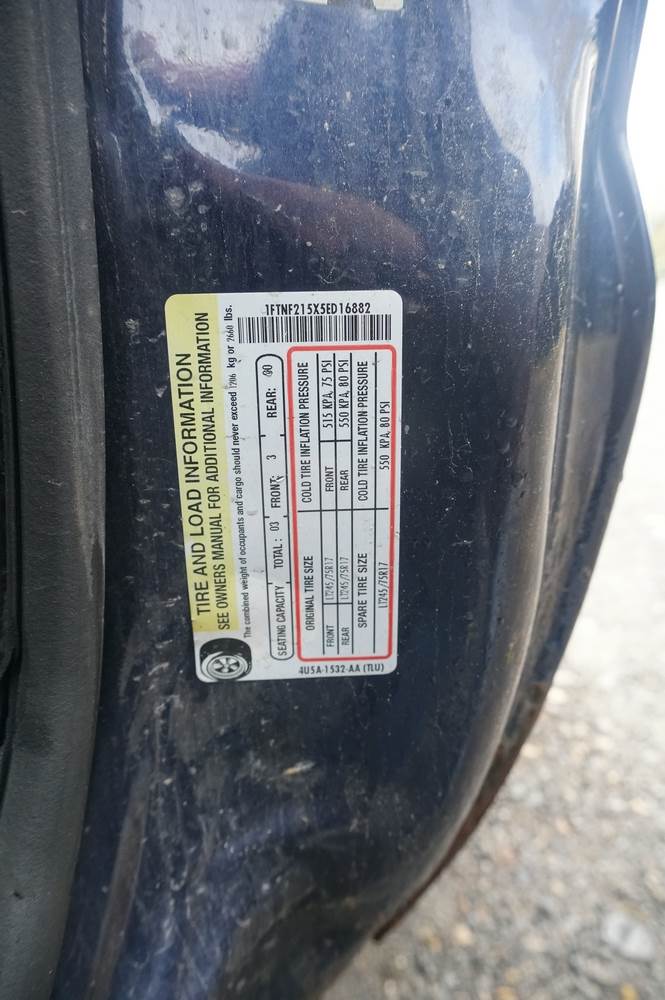 1FTNF215X5ED16882
TIRE AND LOAD INFORMATION
SEE OWNERS MANUAL FOR ADDITIONAL INFORMATION
The combined weight of occupants and cargo should never exceed 1206 kg or 2660 lbs.
SEATING CAPACITY TOTAL: 03 FRONT: 3 REAR: 00
ORIGINAL TIRE SIZE COLD TIRE INFLATION PRESSURE
FRONT LT245/75R17 FRONT 515 KPA, 75 PSI
REAR LT245/75R17 REAR 550 KPA, 80 PSI
SPARE TIRE SIZE COLD TIRE INFLATION PRESSURE
LT245/75R17 550 KPA, 80 PSI
4U5A-1532-AA (TLU)